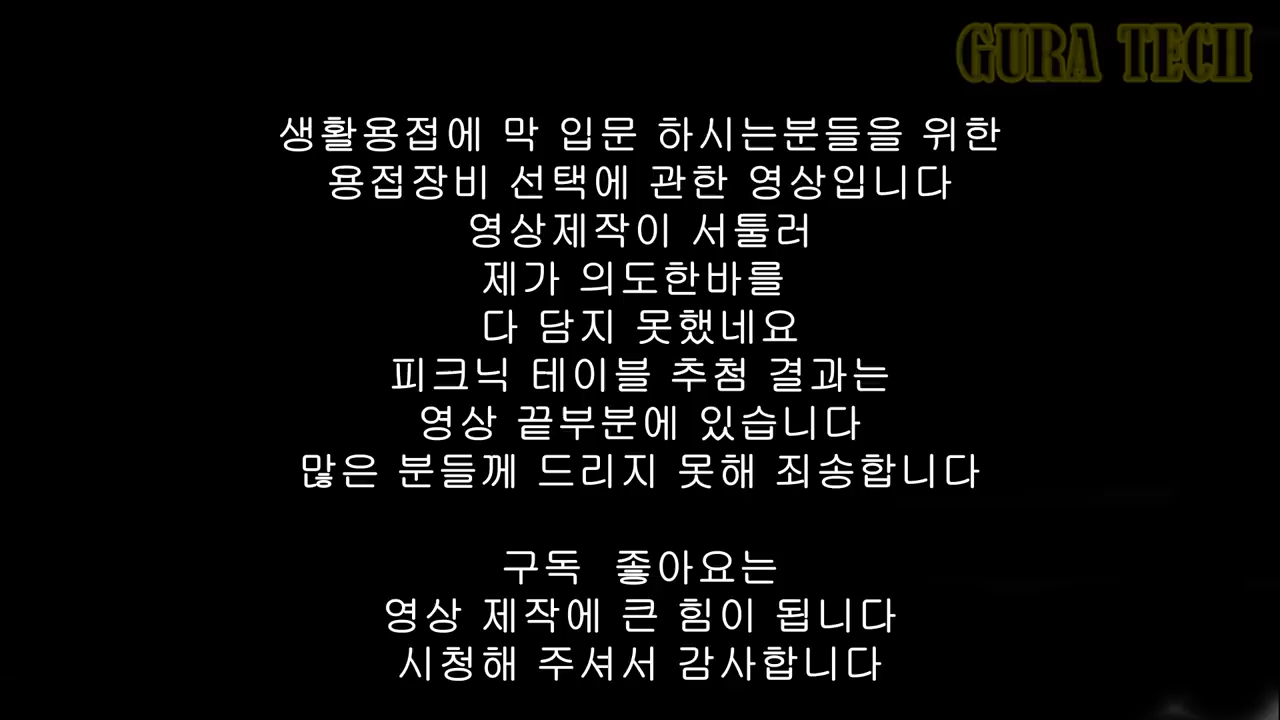 GURA TECH
생활용접에 막 입문 하시는분들을 위한
용접장비 선택에 관한 영상입니다
영상제작이 서툴러
제가 의도한바를
다 담지 못했네요
피크닉 테이블 추첨 결과는
영상 끝부분에 있습니다
많은 분들께 드리지 못해 죄송합니다
구독 좋아요는
영상 제작에 큰 힘이 됩니다
시청해 주셔서 감사합니다